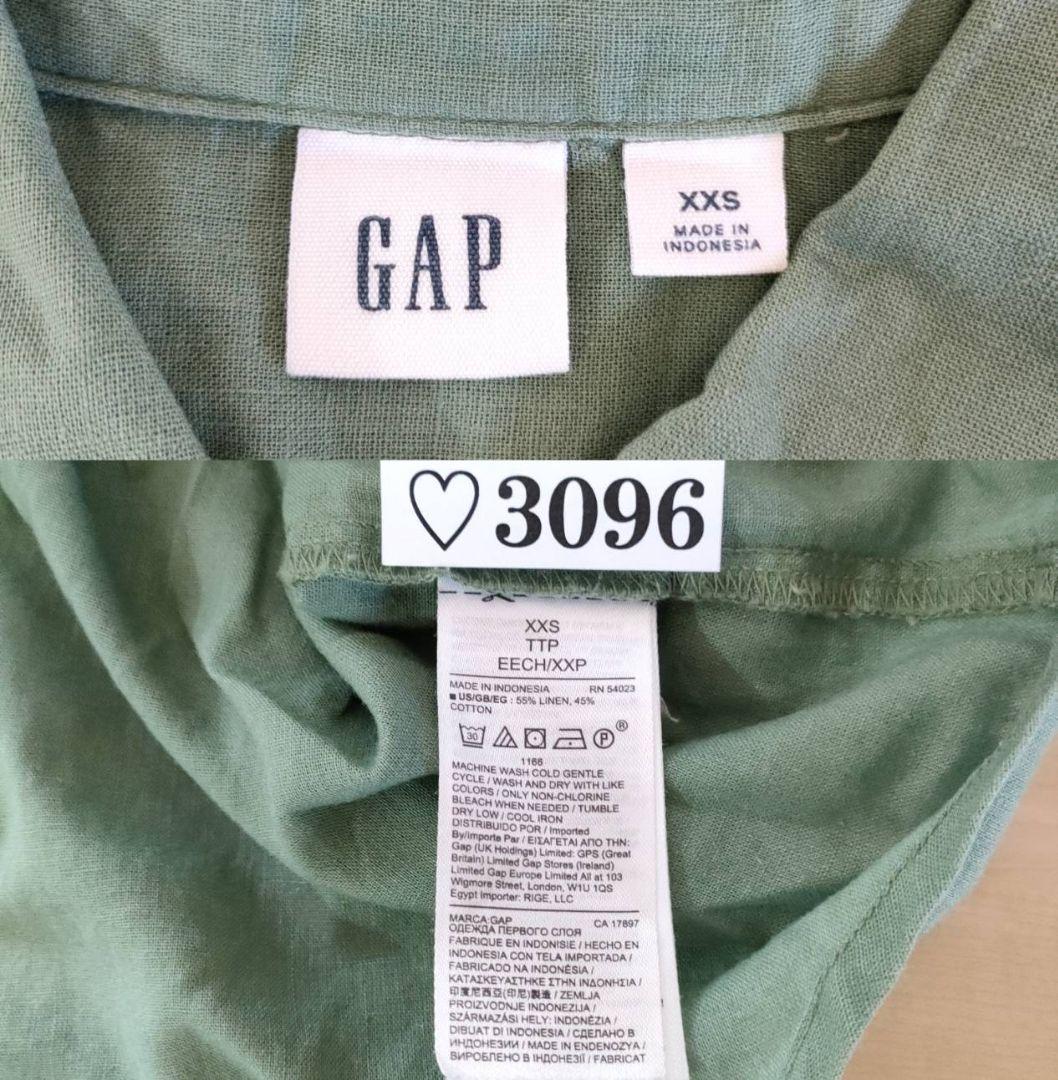 GAP
XXS
MADE IN
INDONESIA
♡3096
XXS
TTP
EECH/XXP
MADE IN INDONESIA RN 54023
■ US/GB/EG : 55% LINEN, 45%
COTTON
30
P
®
1166
MACHINE WASH COLD GENTLE
CYCLE / WASH AND DRY WITH LIKE
COLORS / ONLY NON-CHLORINE
BLEACH WHEN NEEDED / TUMBLE
DRY LOW / COOL IRON
DISTRIBUIDO POR / Imported
By/importe Par / ΕΙΣΑΓΕΤΑΙ ΑΠΟ ΤΗΝ:
Gap (UK Holdings) Limited: GPS (Great
Britain) Limited Gap Stores (Ireland)
Limited Gap Europe Limited All at 103
Wigmore Street, London, W1U 1QS
Egypt Importer: RIGE, LLC
MARCA:GAP CA 17897
ОДЕЖДА ПЕРВОГО СЛОЯ
FABRIQUE EN INDONISIE / HECHO EN
INDONESIA CON TELA IMPORTADA /
FABRICADO NA INDONÉSIA /
ΚΑΤΑΣΚΕΥΑΣΤΗΚΕ ΣΤΗΝ ΙΝΔΟΝΗΣΙΑ /
印度尼西亞(印尼)製造 / ZEMLJA
PROIZVODNJE INDONEZIJA /
SZÁRMAZÁSI HELY: INDONÉZIA /
DIBUAT DI INDONESIA / СДЕЛАНО В
ИНДОНЕЗИИ / MADE IN ENDENOZYA /
ВИРОБЛЕНО В ІНДОНЕЗІЇ / FABRICAT